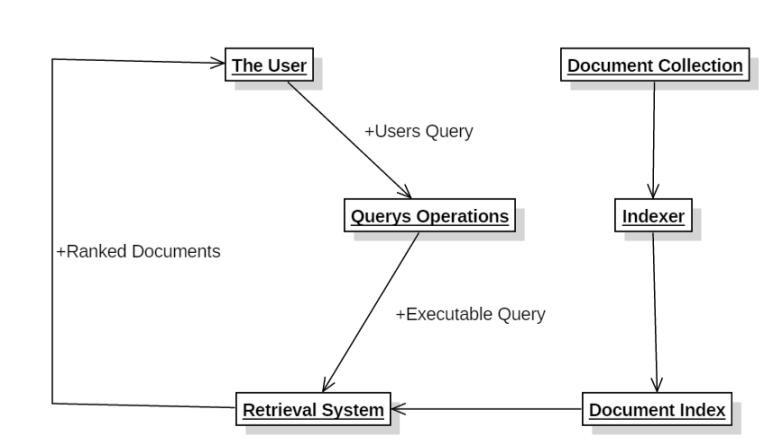 The User
Document Collection
+Users Query
Querys Operations
Indexer
+Ranked Documents
+Executable Query
Retrieval System
Document Index